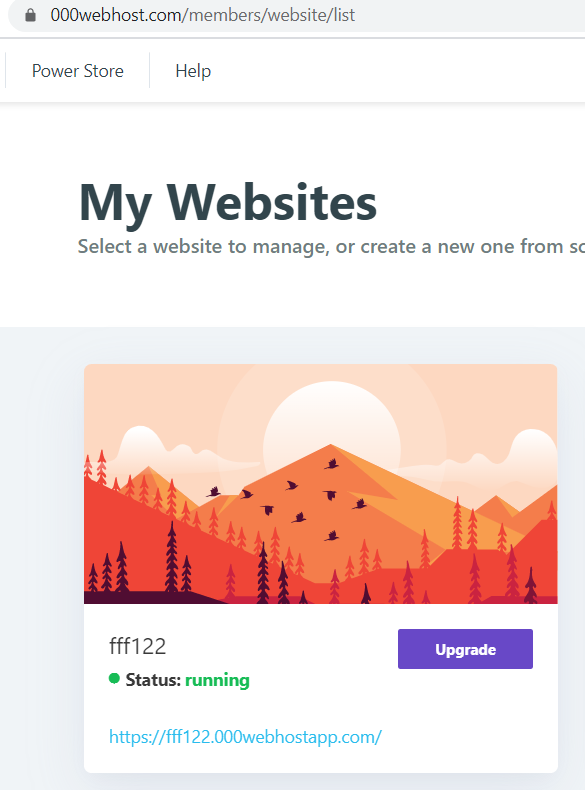 000webhost.com/members/website/list
Power Store
Help
My Websites
Select a website to manage, or create a new one from
fff122
Upgrade
Status: running
https://fff122.000webhostapp.com/